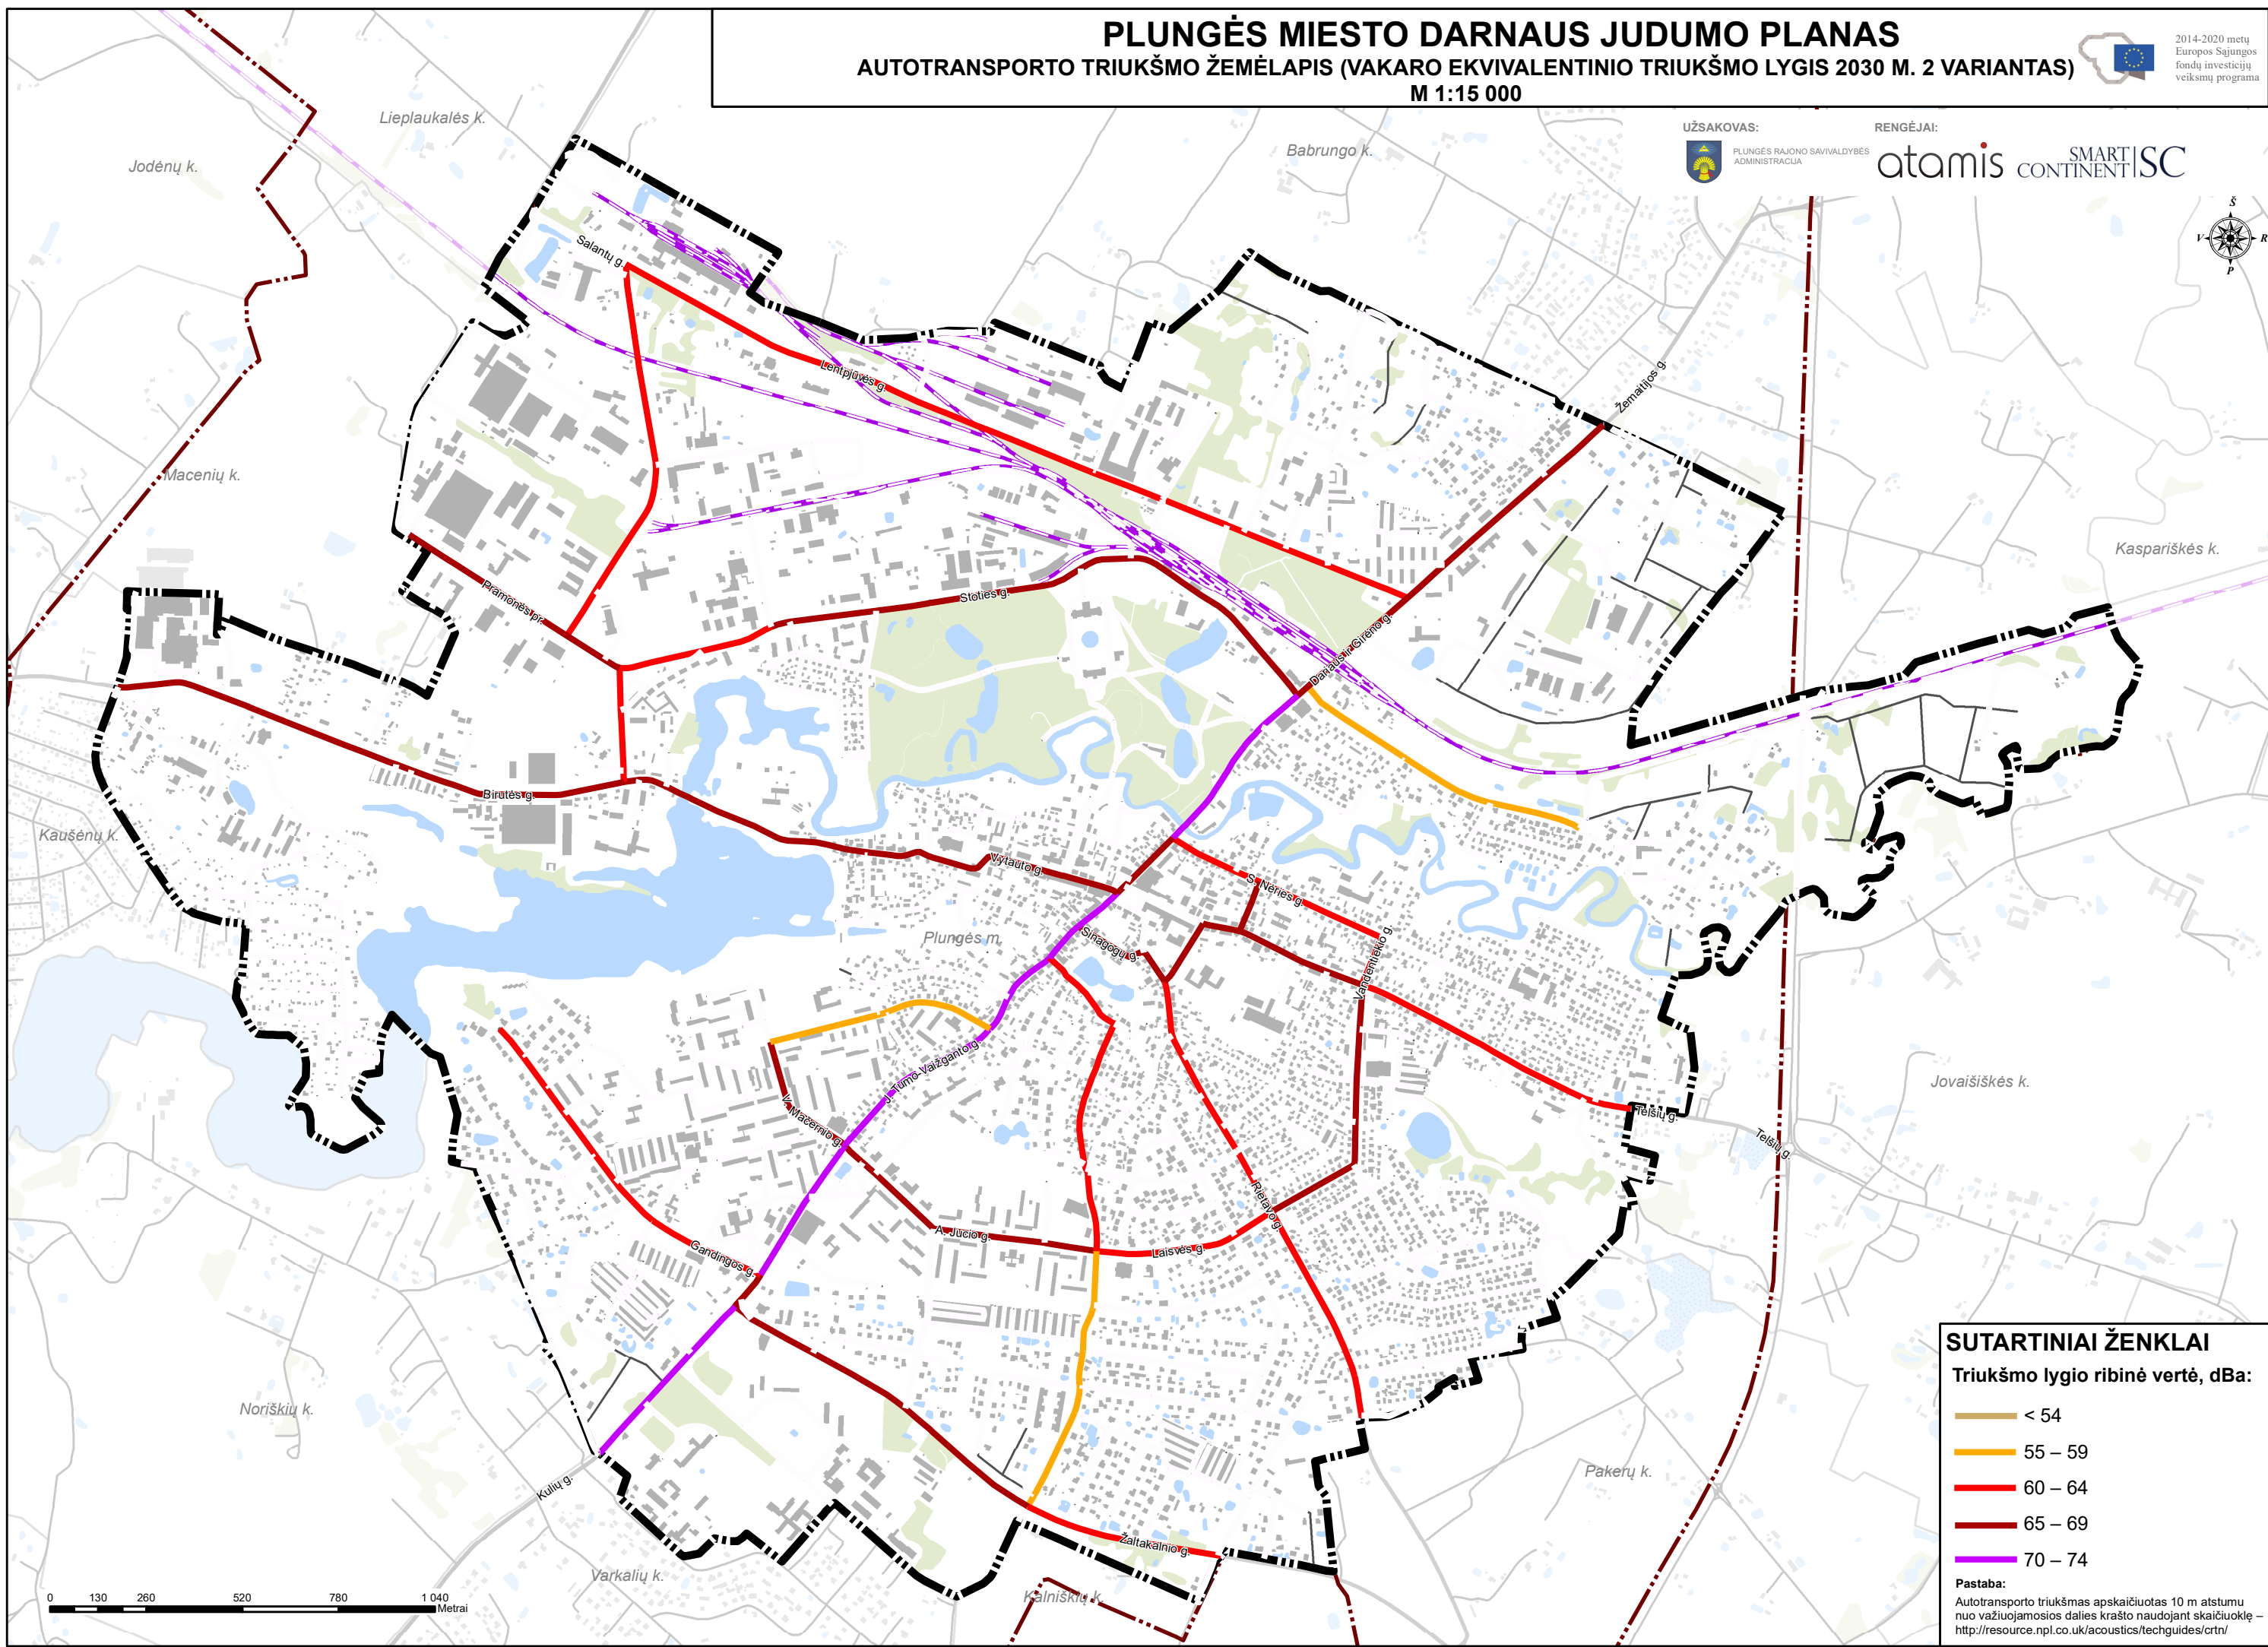 PLUNGĖS MIESTO DARNAUS JUDUMO PLANAS
AUTOTRANSPORTO TRIUKŠMO ŽEMĖLAPIS (VAKARO EKVIVALENTINIO TRIUKŠMO LYGIS 2030 M. 2 VARIANTAS)
M 1:15 000
2014-2020 metų
Europos Sąjungos
fondų investicijų
veiksmų programa
UŽSAKOVAS:
PLUNGĖS RAJONO SAVIVALDYBĖS
ADMINISTRACIJA
RENGĖJAI:
atamis
SMART
CONTINENT SC
Š
V
R
P
Lieplaukalės k.
Jodėnų k.
Babrungo k.
Salantų g.
Lentpjūvės g.
Žemaitijos g.
Macenių k.
Kaspariškės k.
Pramonės pr.
Stoties g.
Dariaus ir Girėno g.
Birutės g.
Kaušėnų k.
Vytauto g.
S. Nėries g.
Plungės m.
Sinagogų g.
Vandentiekio g.
J. Tumo-Vaižganto g.
V. Mačernio g.
Telšių g.
Telšių g.
Jovaišiškės k.
Rietavo g.
A. Jucio g.
Laisvės g.
Gandingos g.
Noriškių k.
Kulių g.
Pakerų k.
Žaltakalnio g.
Varkalių k.
Kalniškių k.
0 130 260 520 780 1 040
Metrai
SUTARTINIAI ŽENKLAI
Triukšmo lygio ribinė vertė, dBa:
< 54
55 – 59
60 – 64
65 – 69
70 – 74
Pastaba:
Autotransporto triukšmas apskaičiuotas 10 m atstumu
nuo važiuojamosios dalies krašto naudojant skaičiuoklę –
http://resource.npl.co.uk/acoustics/techguides/crtn/